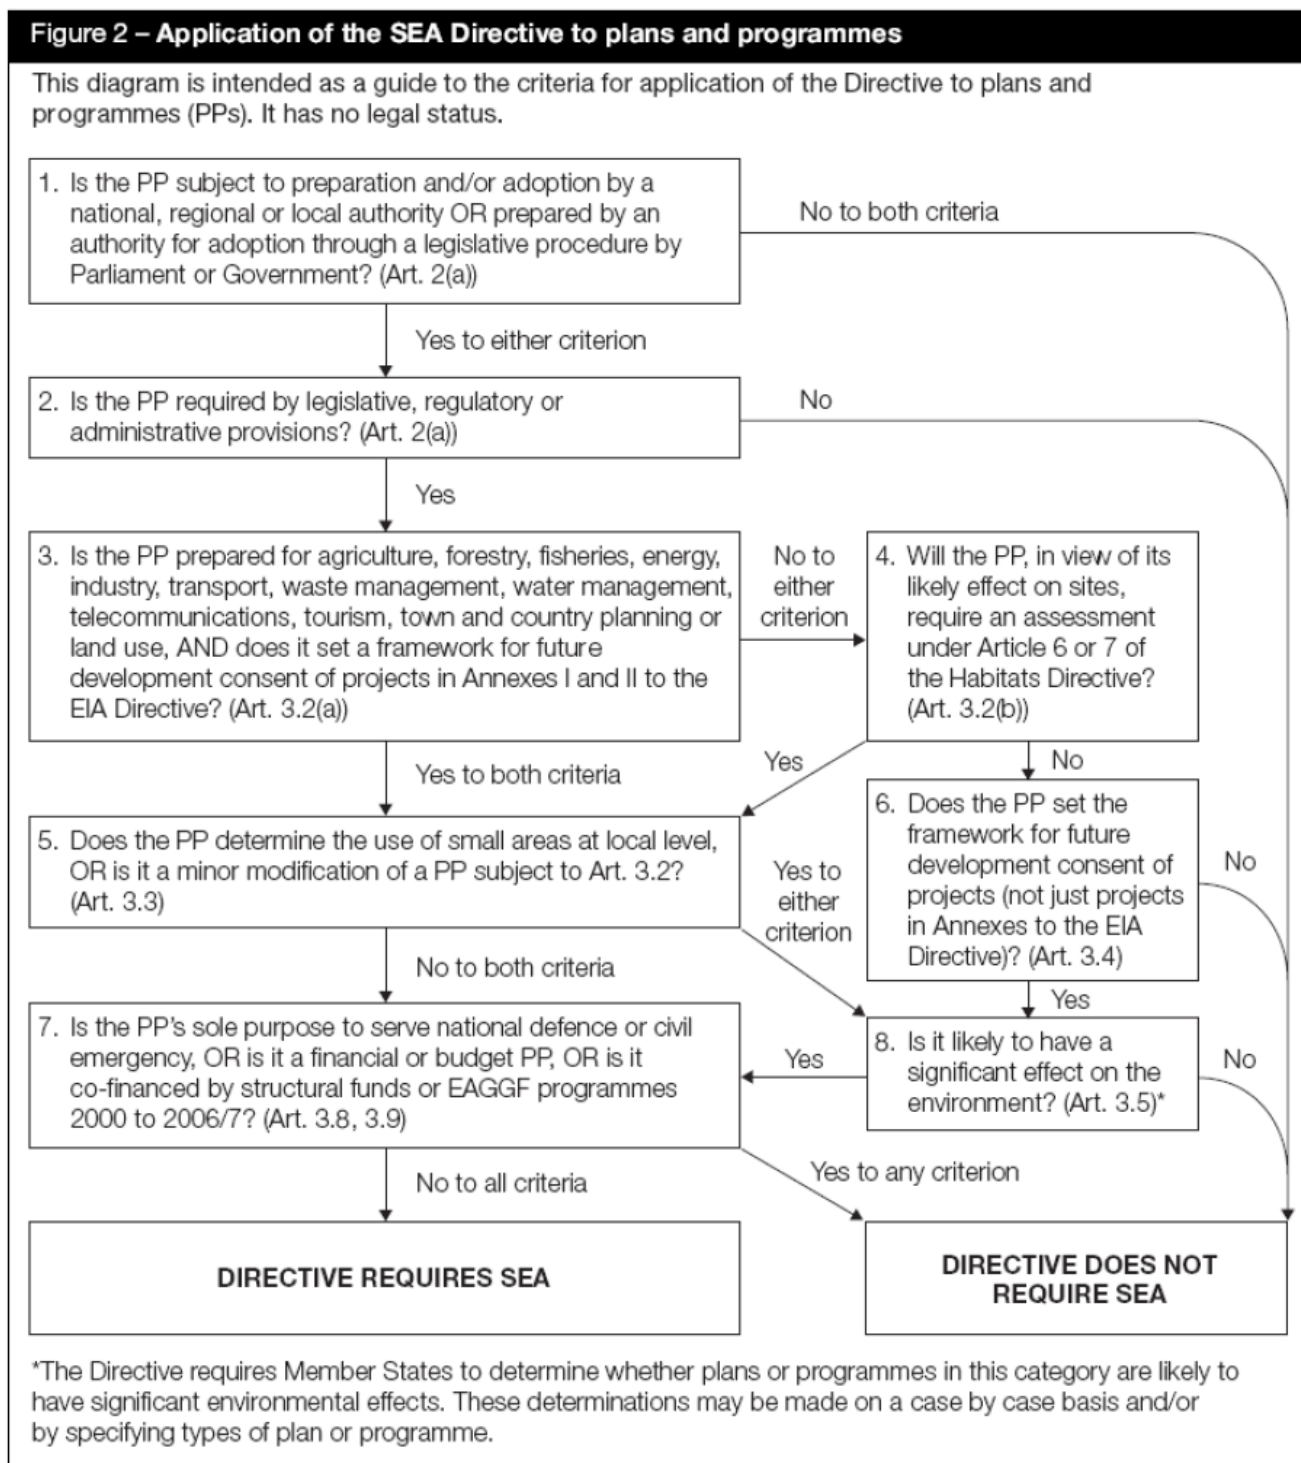 Figure 2 – Application of the SEA Directive to plans and programmes
This diagram is intended as a guide to the criteria for application of the Directive to plans and
programmes (PPs). It has no legal status.
1. Is the PP subject to preparation and/or adoption by a
national, regional or local authority OR prepared by an
authority for adoption through a legislative procedure by
Parliament or Government? (Art. 2(a))
No to both criteria
Yes to either criterion
2. Is the PP required by legislative, regulatory or
administrative provisions? (Art. 2(a))
No
Yes
3. Is the PP prepared for agriculture, forestry, fisheries, energy,
industry, transport, waste management, water management,
telecommunications, tourism, town and country planning or
land use, AND does it set a framework for future
development consent of projects in Annexes I and II to the
EIA Directive? (Art. 3.2(a))
No to
either
criterion
4. Will the PP, in view of its
likely effect on sites,
require an assessment
under Article 6 or 7 of
the Habitats Directive?
(Art. 3.2(b))
Yes to both criteria
Yes
No
5. Does the PP determine the use of small areas at local level,
OR is it a minor modification of a PP subject to Art. 3.2?
(Art. 3.3)
Yes to
either
criterion
6. Does the PP set the
framework for future
development consent of
projects (not just projects
in Annexes to the EIA
Directive)? (Art. 3.4)
No
No to both criteria
Yes
7. Is the PP's sole purpose to serve national defence or civil
emergency, OR is it a financial or budget PP, OR is it
co-financed by structural funds or EAGGF programmes
2000 to 2006/7? (Art. 3.8, 3.9)
Yes
8. Is it likely to have a
significant effect on the
environment? (Art. 3.5)*
No
No to all criteria
Yes to any criterion
DIRECTIVE REQUIRES SEA
DIRECTIVE DOES NOT
REQUIRE SEA
*The Directive requires Member States to determine whether plans or programmes in this category are likely to
have significant environmental effects. These determinations may be made on a case by case basis and/or
by specifying types of plan or programme.